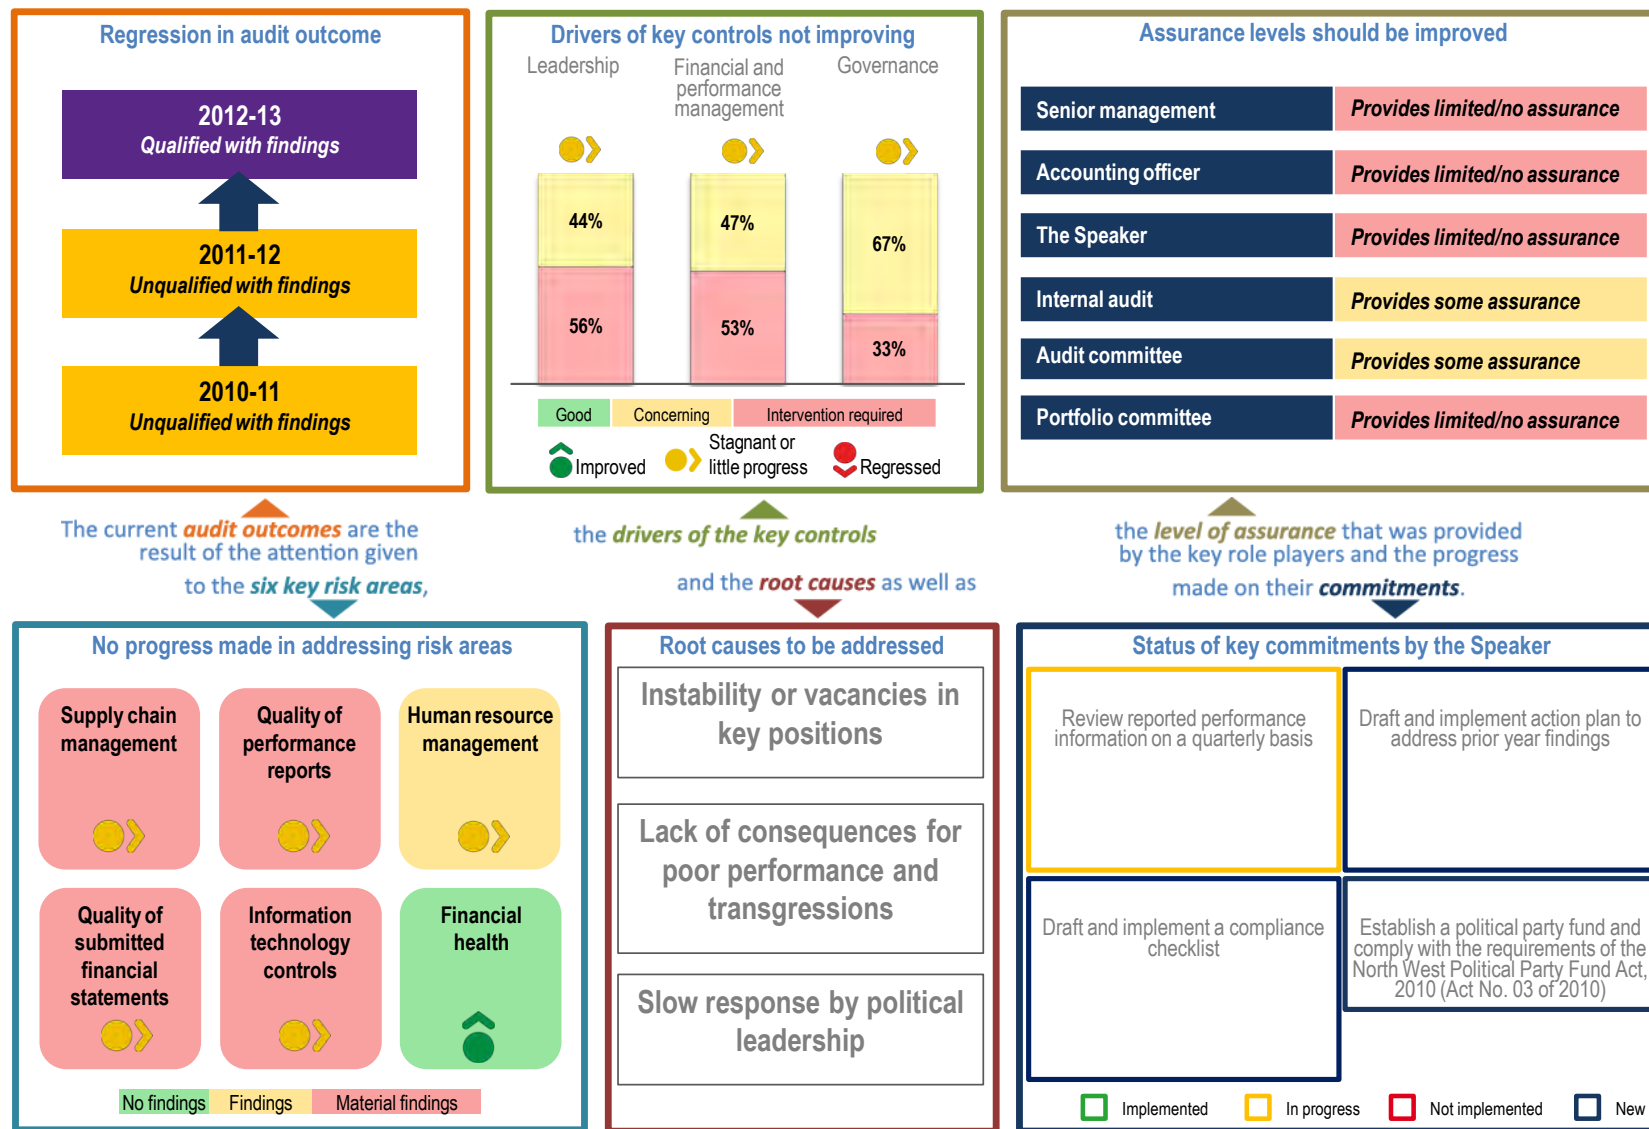 Regression in audit outcome
2012-13
Qualified with findings
2011-12
Unqualified with findings
2010-11
Unqualified with findings
Drivers of key controls not improving
Leadership
Financial and
performance
management
Governance
44%
47%
67%
56%
53%
33%
Good
Concerning
Intervention required
Improved
Stagnant or
little progress
Regressed
Assurance levels should be improved
Senior management
Provides limited/no assurance
Accounting officer
Provides limited/no assurance
The Speaker
Provides limited/no assurance
Internal audit
Provides some assurance
Audit committee
Provides some assurance
Portfolio committee
Provides limited/no assurance
The current audit outcomes are the
result of the attention given
to the six key risk areas,
the drivers of the key controls
and the root causes as well as
the level of assurance that was provided
by the key role players and the progress
made on their commitments.
No progress made in addressing risk areas
Supply chain
management
Quality of
performance
reports
Human resource
management
Quality of
submitted
financial
statements
Information
technology
controls
Financial
health
No findings
Findings
Material findings
Root causes to be addressed
Instability or vacancies in
key positions
Lack of consequences for
poor performance and
transgressions
Slow response by political
leadership
Status of key commitments by the Speaker
Review reported performance
information on a quarterly basis
Draft and implement action plan to
address prior year findings
Draft and implement a compliance
checklist
Establish a political party fund and
comply with the requirements of the
North West Political Party Fund Act,
2010 (Act No. 03 of 2010)
Implemented
In progress
Not implemented
New